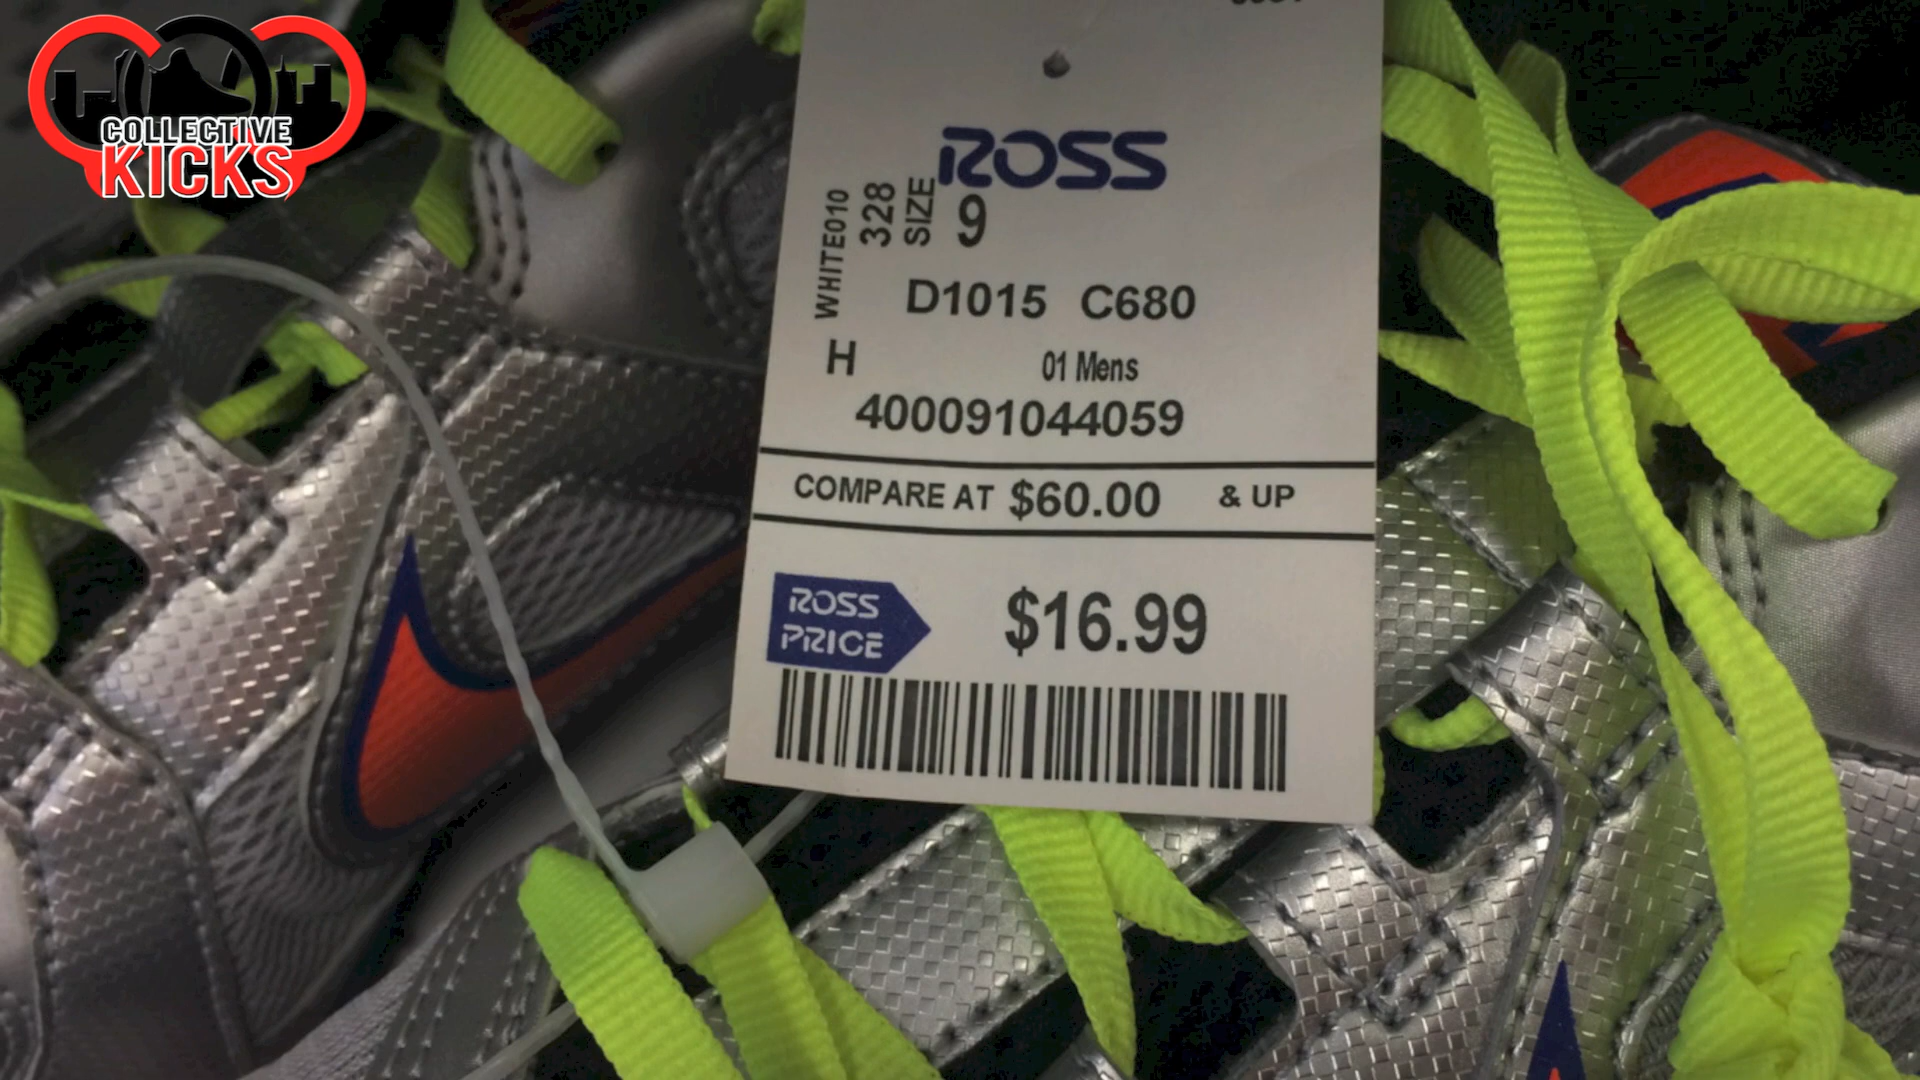 COLLECTIVE
KICKS
ROSS
WHITE010
328
SIZE
9
D1015 C680
H
01 Mens
400091044059
COMPARE AT $60.00 & UP
ROSS
PRICE
$16.99